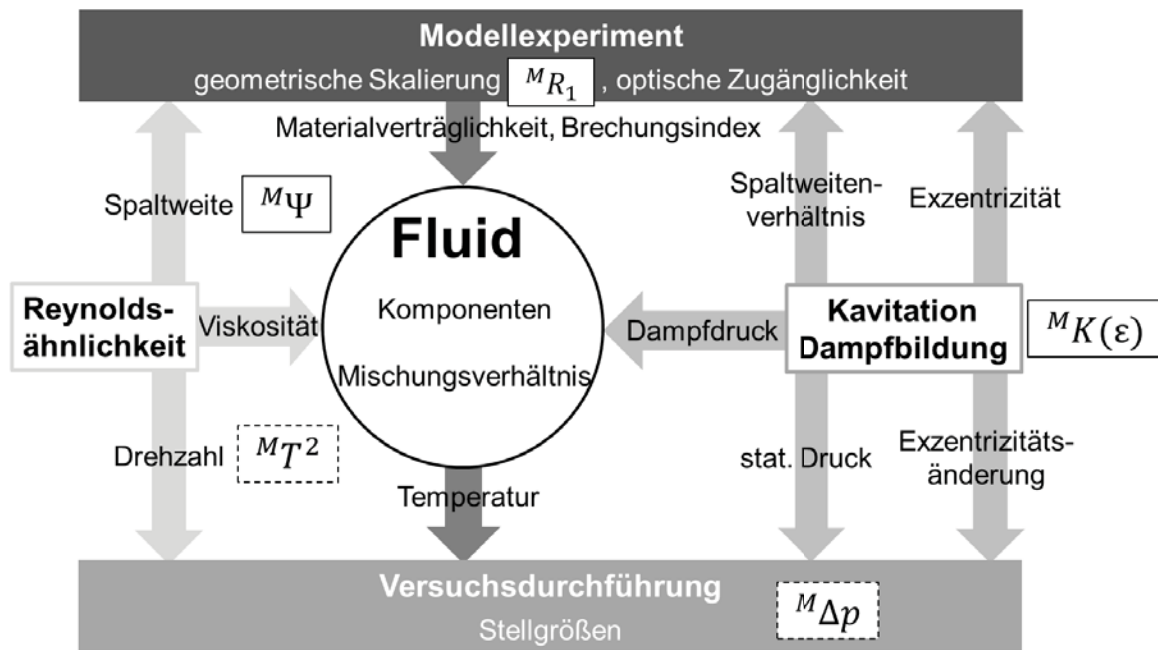 Modellexperiment
geometrische Skalierung ᴹR₁ , optische Zugänglichkeit
Materialverträglichkeit, Brechungsindex
Spaltweite ᴹΨ
Spaltweiten-
verhältnis
Exzentrizität
Fluid
Komponenten
Mischungsverhältnis
Reynolds-
ähnlichkeit
Viskosität
Dampfdruck
Kavitation
Dampfbildung
ᴹK(ε)
Drehzahl ᴹT²
stat. Druck
Exzentrizitäts-
änderung
Temperatur
Versuchsdurchführung
Stellgrößen
ᴹΔp